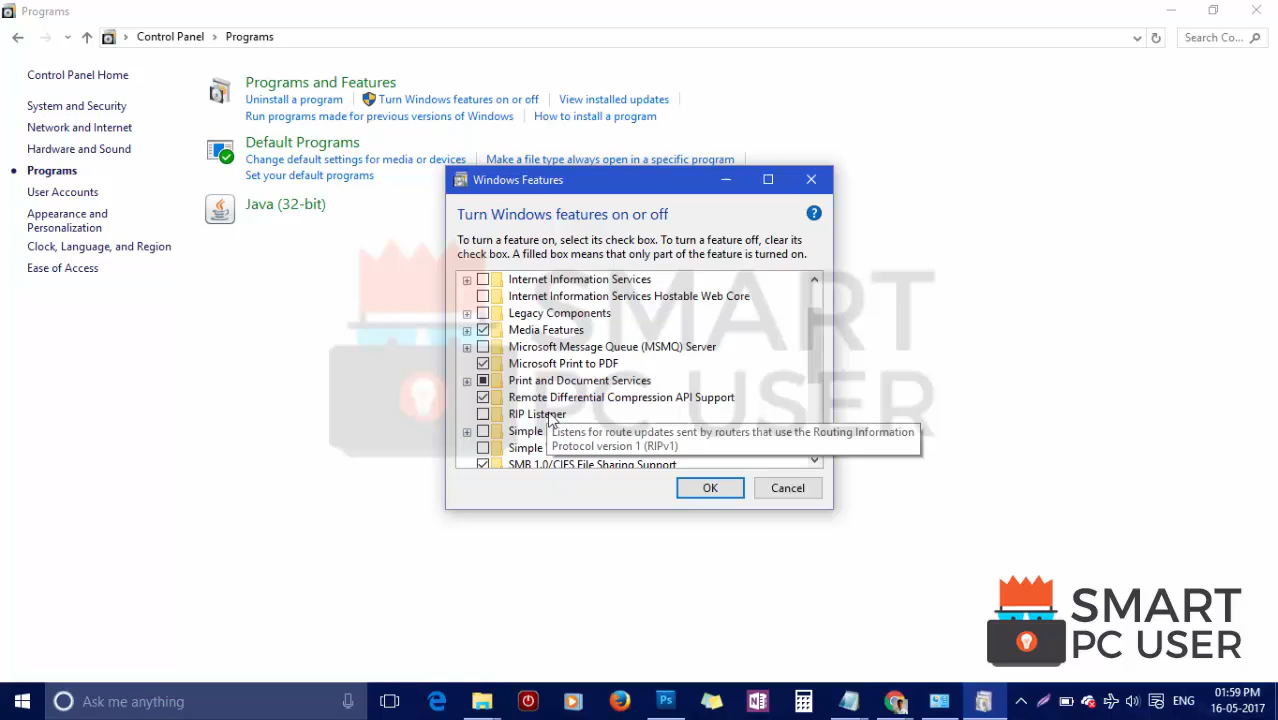 Programs
Control Panel > Programs
Search Co...
Control Panel Home
System and Security
Network and Internet
Hardware and Sound
Programs
User Accounts
Appearance and
Personalization
Clock, Language, and Region
Ease of Access
Programs and Features
Uninstall a program
Turn Windows features on or off
View installed updates
Run programs made for previous versions of Windows
How to install a program
Default Programs
Change default settings for media or devices
Make a file type always open in a specific program
Set your default programs
Java (32-bit)
Windows Features
Turn Windows features on or off
To turn a feature on, select its check box. To turn a feature off, clear its
check box. A filled box means that only part of the feature is turned on.
Internet Information Services
Internet Information Services Hostable Web Core
Legacy Components
Media Features
Microsoft Message Queue (MSMQ) Server
Microsoft Print to PDF
Print and Document Services
Remote Differential Compression API Support
RIP Listener
Simple
Simple
SMB 1.0/CIFS File Sharing Support
Listens for route updates sent by routers that use the Routing Information
Protocol version 1 (RIPv1)
OK
Cancel
SMART
PC USER
SMART
PC USER
Ask me anything
ENG
01:59 PM
16-05-2017